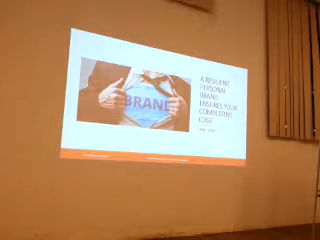 BRAND
A RESILIENT
PERSONAL
BRAND
ENSURES YOUR
COMPETITIVE
EDGE